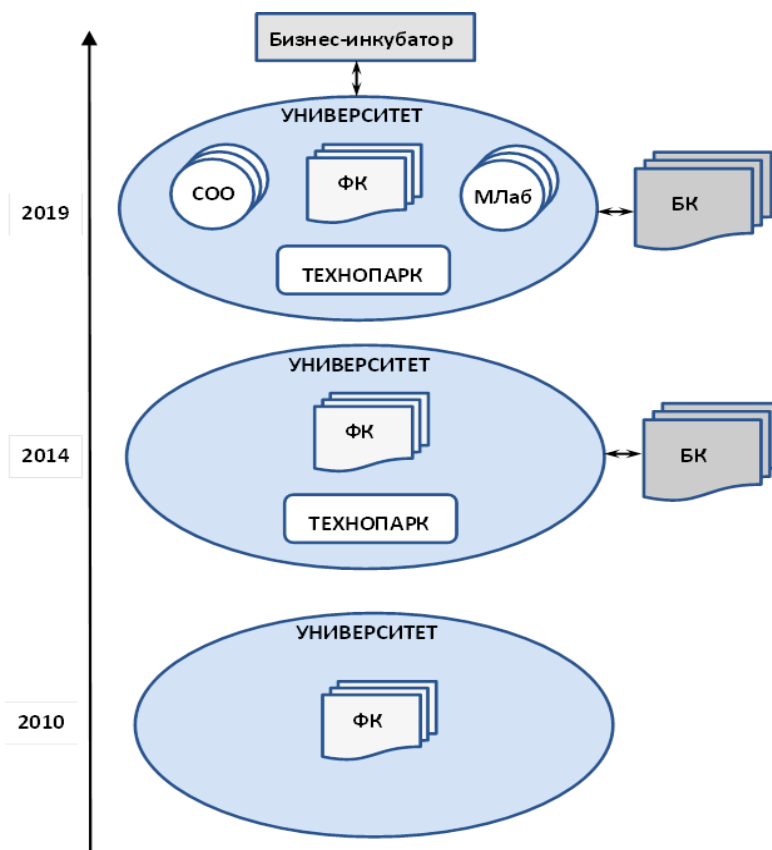 Бизнес-инкубатор
УНИВЕРСИТЕТ
СОО
ФК
МЛаб
2019
БК
ТЕХНОПАРК
УНИВЕРСИТЕТ
ФК
2014
БК
ТЕХНОПАРК
УНИВЕРСИТЕТ
2010
ФК